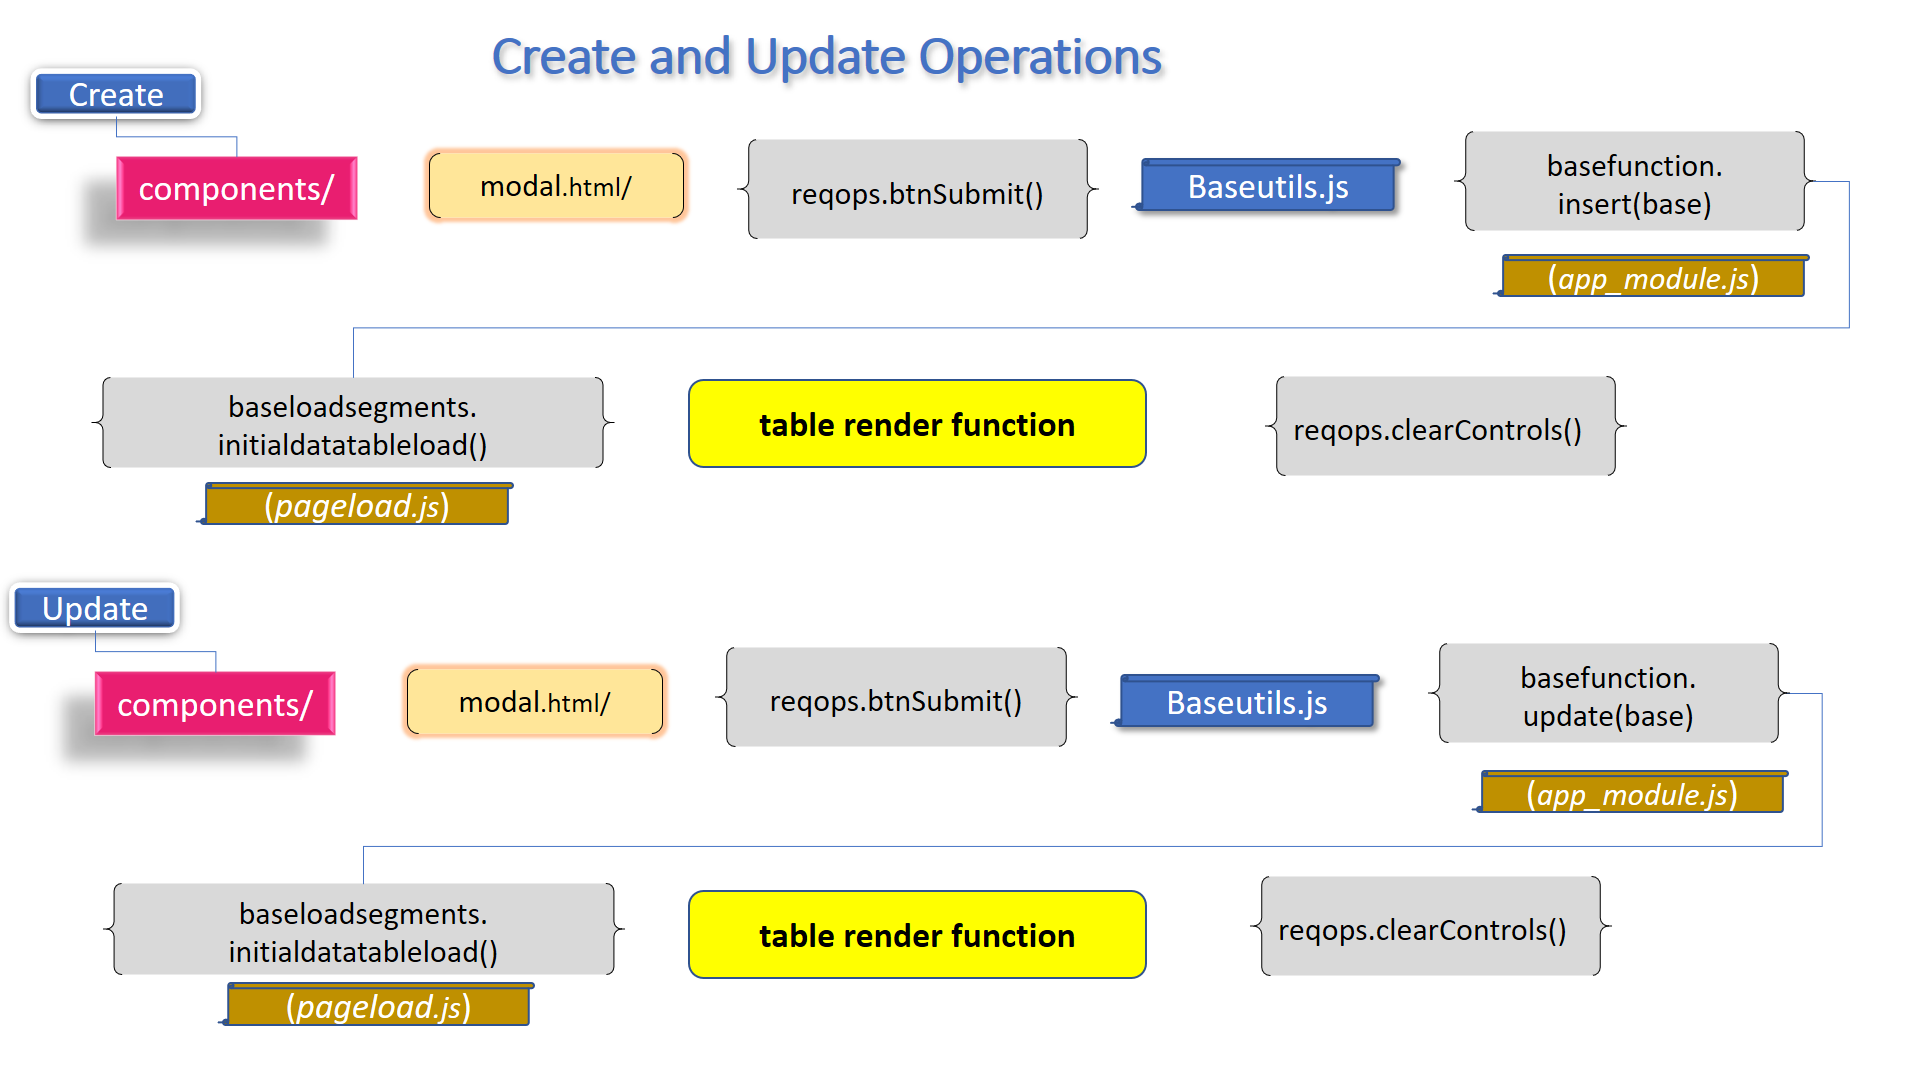 Create and Update Operations
Create
components/
modal.html/
reqops.btnSubmit()
Baseutils.js
basefunction.
insert(base)
(app_module.js)
baseloadsegments.
initialdatatableload()
(pageload.js)
table render function
reqops.clearControls()
Update
components/
modal.html/
reqops.btnSubmit()
Baseutils.js
basefunction.
update(base)
(app_module.js)
baseloadsegments.
initialdatatableload()
(pageload.js)
table render function
reqops.clearControls()